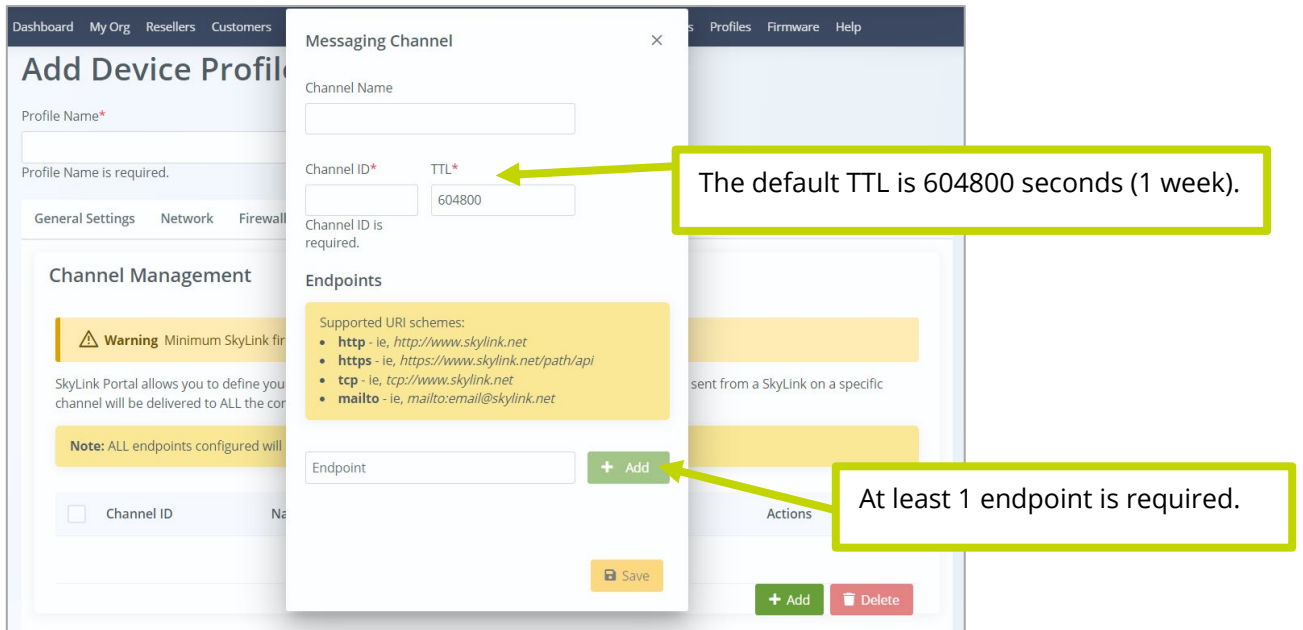 Dashboard My Org Resellers Customers Profiles Firmware Help
Messaging Channel
Add Device Profil
Channel Name
Profile Name*
Profile Name is required.
Channel ID* TTL*
604800
Channel ID is
required.
The default TTL is 604800 seconds (1 week).
General Settings Network Firewall
Channel Management
Endpoints
Warning Minimum SkyLink fir
Supported URI schemes:
• http - ie, http://www.skylink.net
• https - ie, https://www.skylink.net/path/api
• tcp - ie, tcp://www.skylink.net
• mailto - ie, mailto:email@skylink.net
SkyLink Portal allows you to define you sent from a SkyLink on a specific
channel will be delivered to ALL the con
Note: ALL endpoints configured will
Endpoint + Add
At least 1 endpoint is required.
Channel ID Na Actions
Save
+ Add Delete